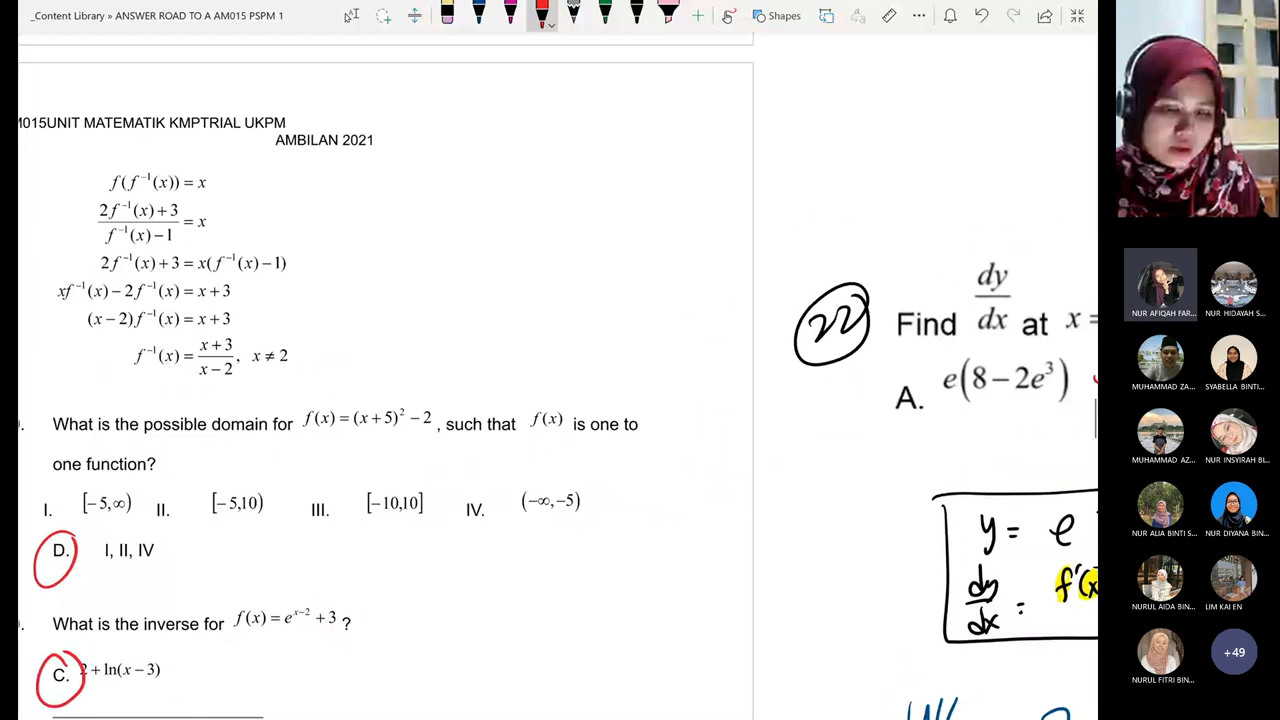 _Content Library » ANSWER ROAD TO A AM015 PSPM 1
Shapes
M015UNIT MATEMATIK KMPTRIAL UKPM
AMBILAN 2021
f(f⁻¹(x)) = x
(2f⁻¹(x)+3)/(f⁻¹(x)−1) = x
2f⁻¹(x)+3 = x(f⁻¹(x)−1)
xf⁻¹(x)−2f⁻¹(x) = x+3
(x−2)f⁻¹(x) = x+3
f⁻¹(x) = (x+3)/(x−2), x ≠ 2
What is the possible domain for f(x) = (x+5)² −2, such that f(x) is one to
one function?
I. [−5,∞) II. [−5,10) III. [−10,10] IV. (−∞,−5)
D. I, II, IV
What is the inverse for f(x) = eˣ⁻² +3 ?
C. 2+ln(x−3)
22
Find dy/dx at x =
A. e(8−2e³)
y = e
dy/dx = f'(x
NUR AFIQAH FAR...
NUR HIDAYAH S...
MUHAMMAD ZA...
SYABELLA BINTI...
MUHAMMAD AZ...
NUR INSYIRAH BI...
NUR ALIA BINTI S...
NUR DIYANA BIN...
NURUL AIDA BIN...
LIM KAI EN
NURUL FITRI BIN...
+49